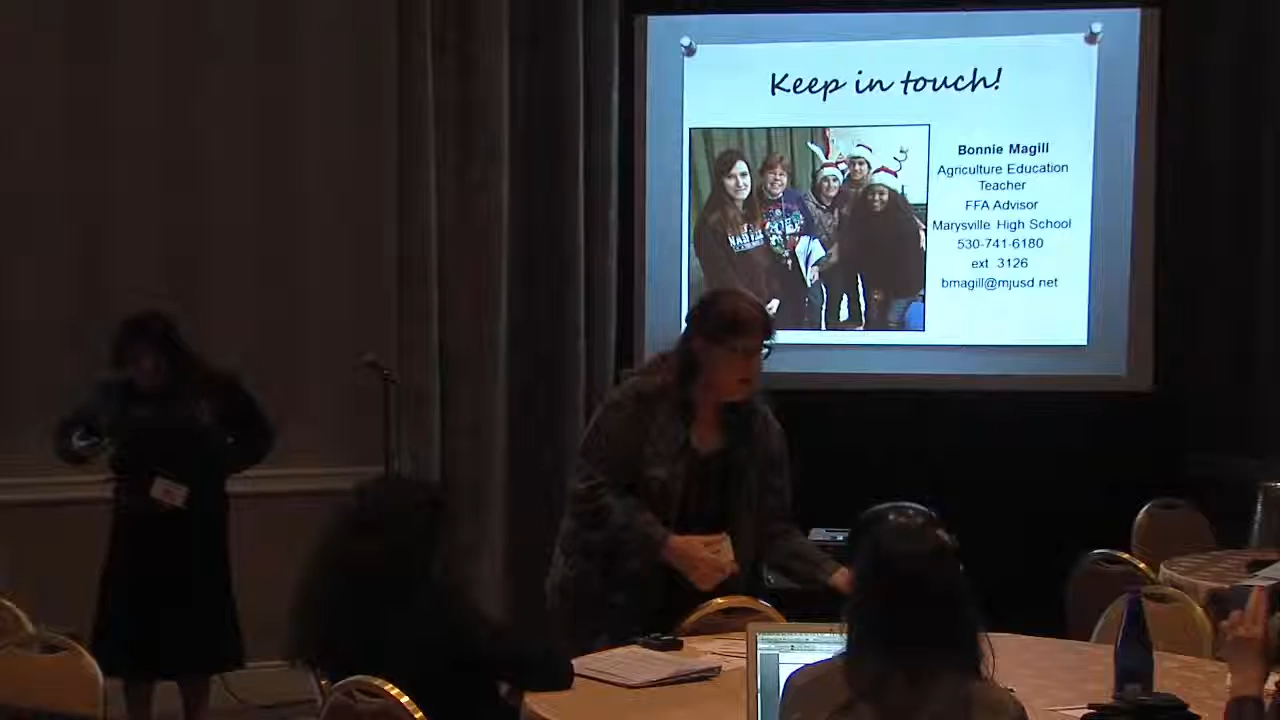 Keep in touch!
Bonnie Magill
Agriculture Education
Teacher
FFA Advisor
Marysville High School
530-741-6180
ext 3126
bmagill@mjusd.net